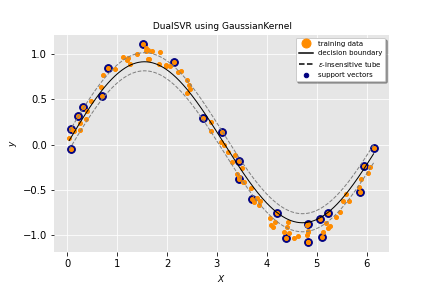 DualSVR using GaussianKernel
training data
decision boundary
ε-insensitive tube
support vectors
1.0
0.5
0.0
−0.5
−1.0
y
0 1 2 3 4 5 6
X